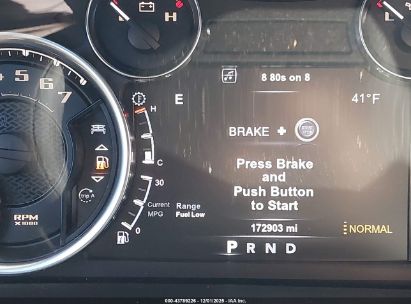 H
8 80s on 8
E
41°F
5
6
7
H
BRAKE +
Press Brake
and
Push Button
to Start
C
30
Trip A
Current
MPG
Range
Fuel Low
RPM
X1000
0
172903 mi
NORMAL
P R N D